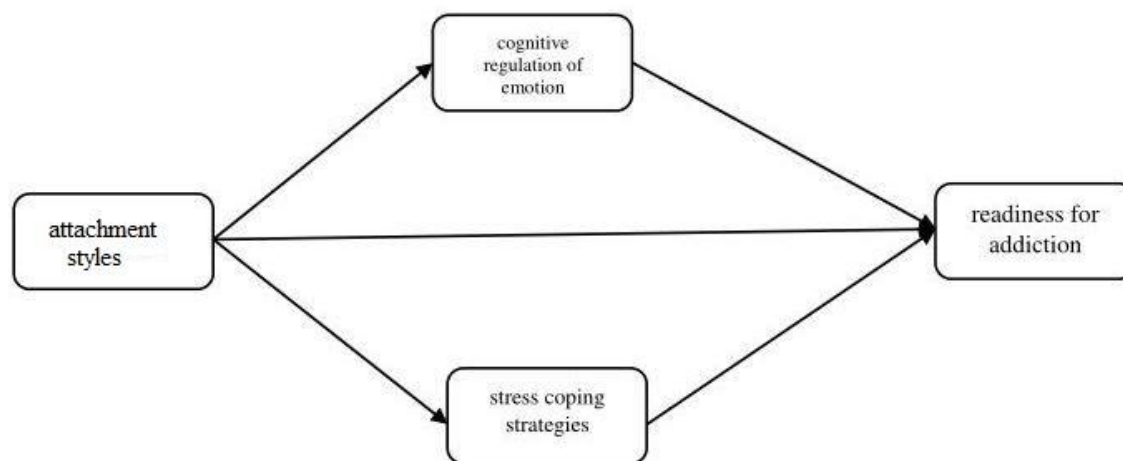 cognitive
regulation of
emotion
attachment
styles
readiness for
addiction
stress coping
strategies